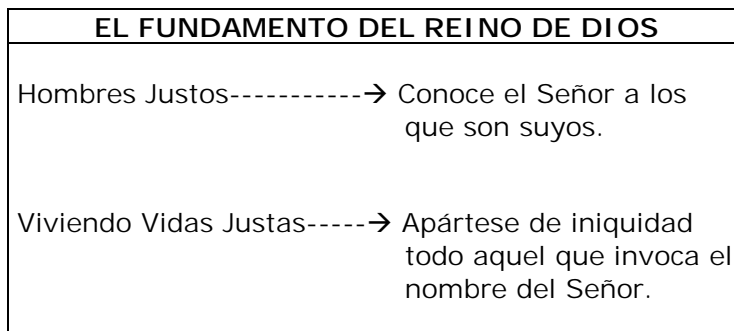 EL FUNDAMENTO DEL REINO DE DIOS
Hombres Justos-----------→ Conoce el Señor a los
que son suyos.
Viviendo Vidas Justas-----→ Apártese de iniquidad
todo aquel que invoca el
nombre del Señor.